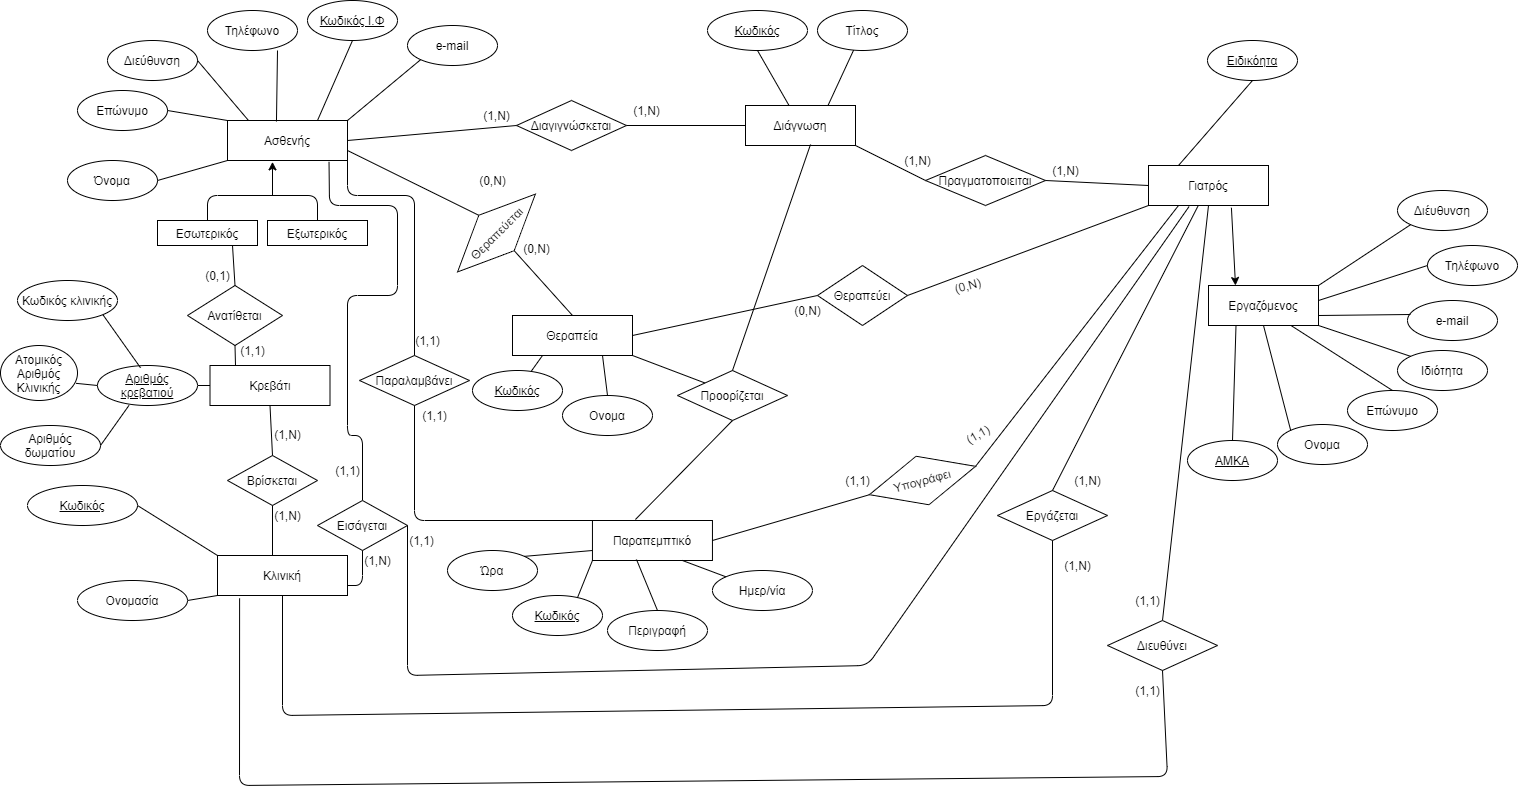 Κωδικός Ι.Φ
Τηλέφωνο
e-mail
Διεύθυνση
Επώνυμο
Όνομα
Ασθενής
Κωδικός
Τίτλος
Ειδικόητα
(1,N)
Διαγιγνώσκεται
(1,N)
Διάγνωση
(1,N)
Πραγματοποιειται
(1,N)
Γιατρός
(0,N)
Θεραπεύεται
(0,N)
Εσωτερικός
Εξωτερικός
Διέυθυνση
Τηλέφωνο
e-mail
Ιδιότητα
Επώνυμο
Ονομα
ΑΜΚΑ
Εργαζόμενος
(0,1)
Ανατίθεται
(1,1)
Κωδικός κλινικής
Ατομικός
Αριθμός
Κλινικής
Αριθμός
κρεβατιού
Αριθμός
δωματίου
Κρεβάτι
(0,N)
Θεραπεύει
(0,N)
Θεραπεία
Κωδικός
Ονομα
(1,1)
Παραλαμβάνει
(1,1)
Προορίζεται
(1,N)
Βρίσκεται
(1,N)
(1,1)
Εισάγεται
(1,1)
(1,N)
(1,1)
Υπογράφει
(1,1)
(1,N)
Εργάζεται
(1,N)
Κωδικός
Ονομασία
Κλινική
Παραπεμπτικό
Ώρα
Κωδικός
Περιγραφή
Ημερ/νία
(1,1)
Διευθύνει
(1,1)